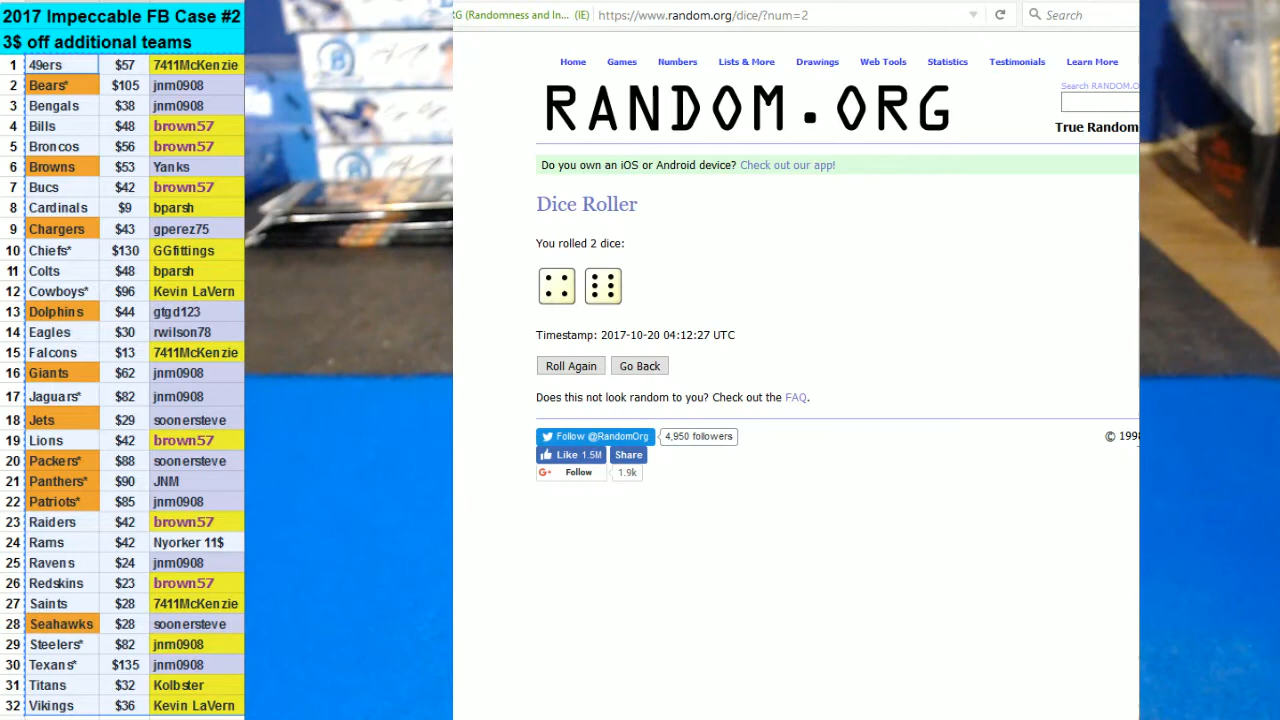 2017 Impeccable FB Case #2
3$ off additional teams
1 49ers $57 7411McKenzie
2 Bears* $105 jnm0908
3 Bengals $38 jnm0908
4 Bills $48 brown57
5 Broncos $56 brown57
6 Browns $53 Yanks
7 Bucs $42 brown57
8 Cardinals $9 bparsh
9 Chargers $43 gperez75
10 Chiefs* $130 GGfittings
11 Colts $48 bparsh
12 Cowboys* $96 Kevin LaVern
13 Dolphins $44 gtgd123
14 Eagles $30 rwilson78
15 Falcons $13 7411McKenzie
16 Giants $62 jnm0908
17 Jaguars* $82 jnm0908
18 Jets $29 soonersteve
19 Lions $42 brown57
20 Packers* $88 soonersteve
21 Panthers* $90 JNM
22 Patriots* $85 jnm0908
23 Raiders $42 brown57
24 Rams $42 Nyorker 11$
25 Ravens $24 jnm0908
26 Redskins $23 brown57
27 Saints $28 7411McKenzie
28 Seahawks $28 soonersteve
29 Steelers* $82 jnm0908
30 Texans* $135 jnm0908
31 Titans $32 Kolbster
32 Vikings $36 Kevin LaVern
RG (Randomness and In... (IE) https://www.random.org/dice/?num=2 Search
Home Games Numbers Lists & More Drawings Web Tools Statistics Testimonials Learn More
RANDOM.ORG
Search RANDOM.O
True Random
Do you own an iOS or Android device? Check out our app!
Dice Roller
You rolled 2 dice:
Timestamp: 2017-10-20 04:12:27 UTC
Roll Again Go Back
Does this not look random to you? Check out the FAQ.
Follow @RandomOrg 4,950 followers
© 1998
Like 1.5M Share
G+ Follow 1.9k